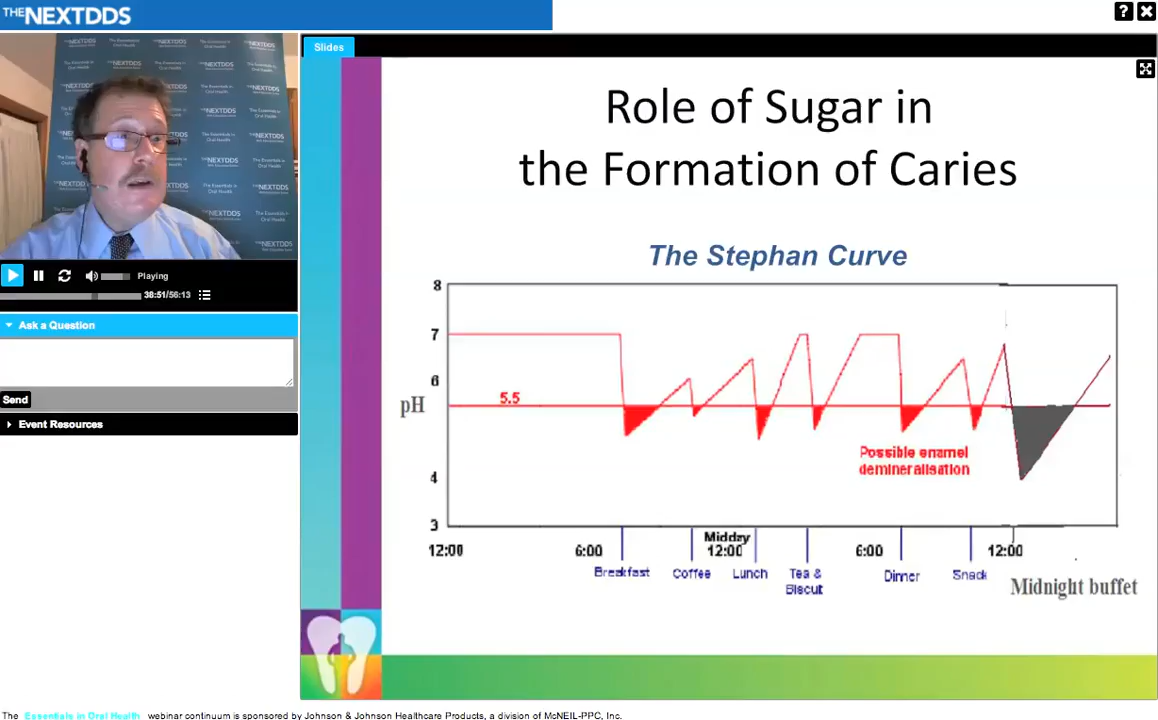 THE NEXTDDS
? X
Slides
Role of Sugar in
the Formation of Caries
The Stephan Curve
8
7
6
5.5
pH
4
3
Possible enamel
demineralisation
12:00 6:00 Midday 12:00 6:00 12:00
Breakfast Coffee Lunch Tea & Biscuit Dinner Snack
Midnight buffet
Playing
38:51/56:13
Ask a Question
Send
Event Resources
The Essentials in Oral Health webinar continuum is sponsored by Johnson & Johnson Healthcare Products, a division of McNEIL-PPC, Inc.